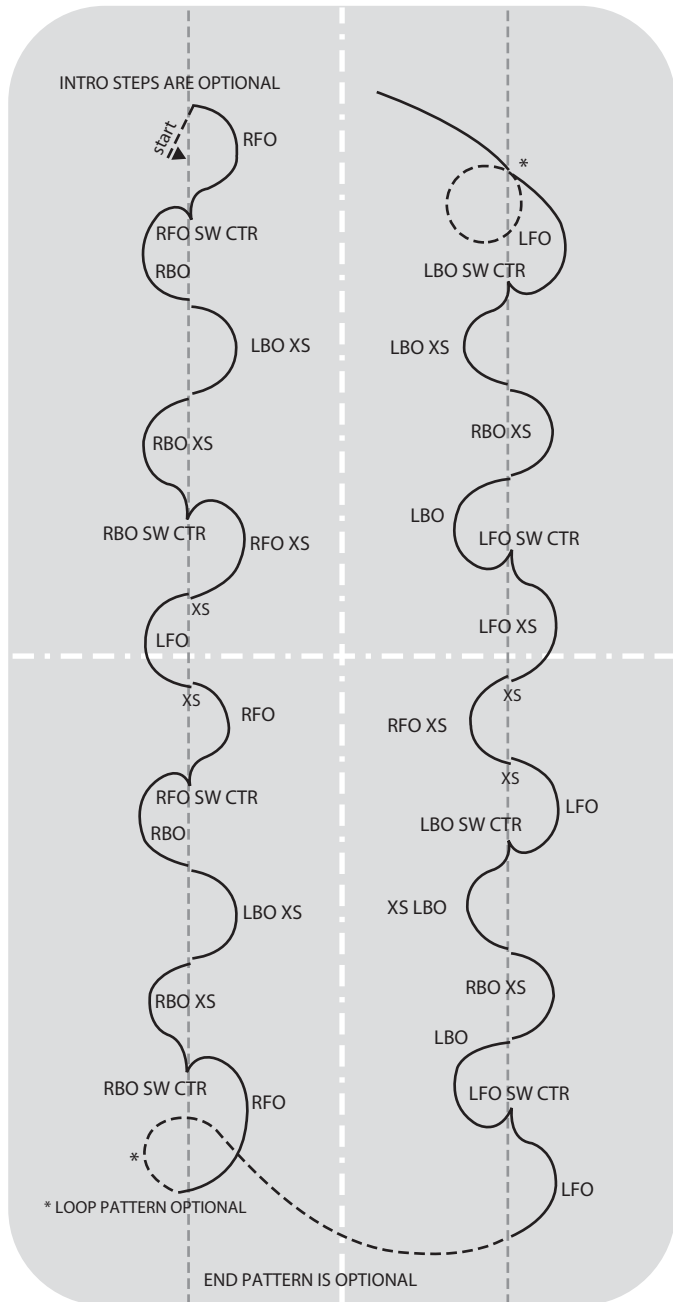 INTRO STEPS ARE OPTIONAL
start
RFO
RFO SW CTR
RBO
LBO XS
RBO XS
RBO SW CTR
RFO XS
XS
LFO
XS
RFO
RFO SW CTR
RBO
LBO XS
RBO XS
RBO SW CTR
RFO
*
* LOOP PATTERN OPTIONAL
END PATTERN IS OPTIONAL
*
LFO
LBO SW CTR
LBO XS
RBO XS
LBO
LFO SW CTR
LFO XS
XS
RFO XS
XS
LFO
LBO SW CTR
XS LBO
RBO XS
LBO
LFO SW CTR
LFO